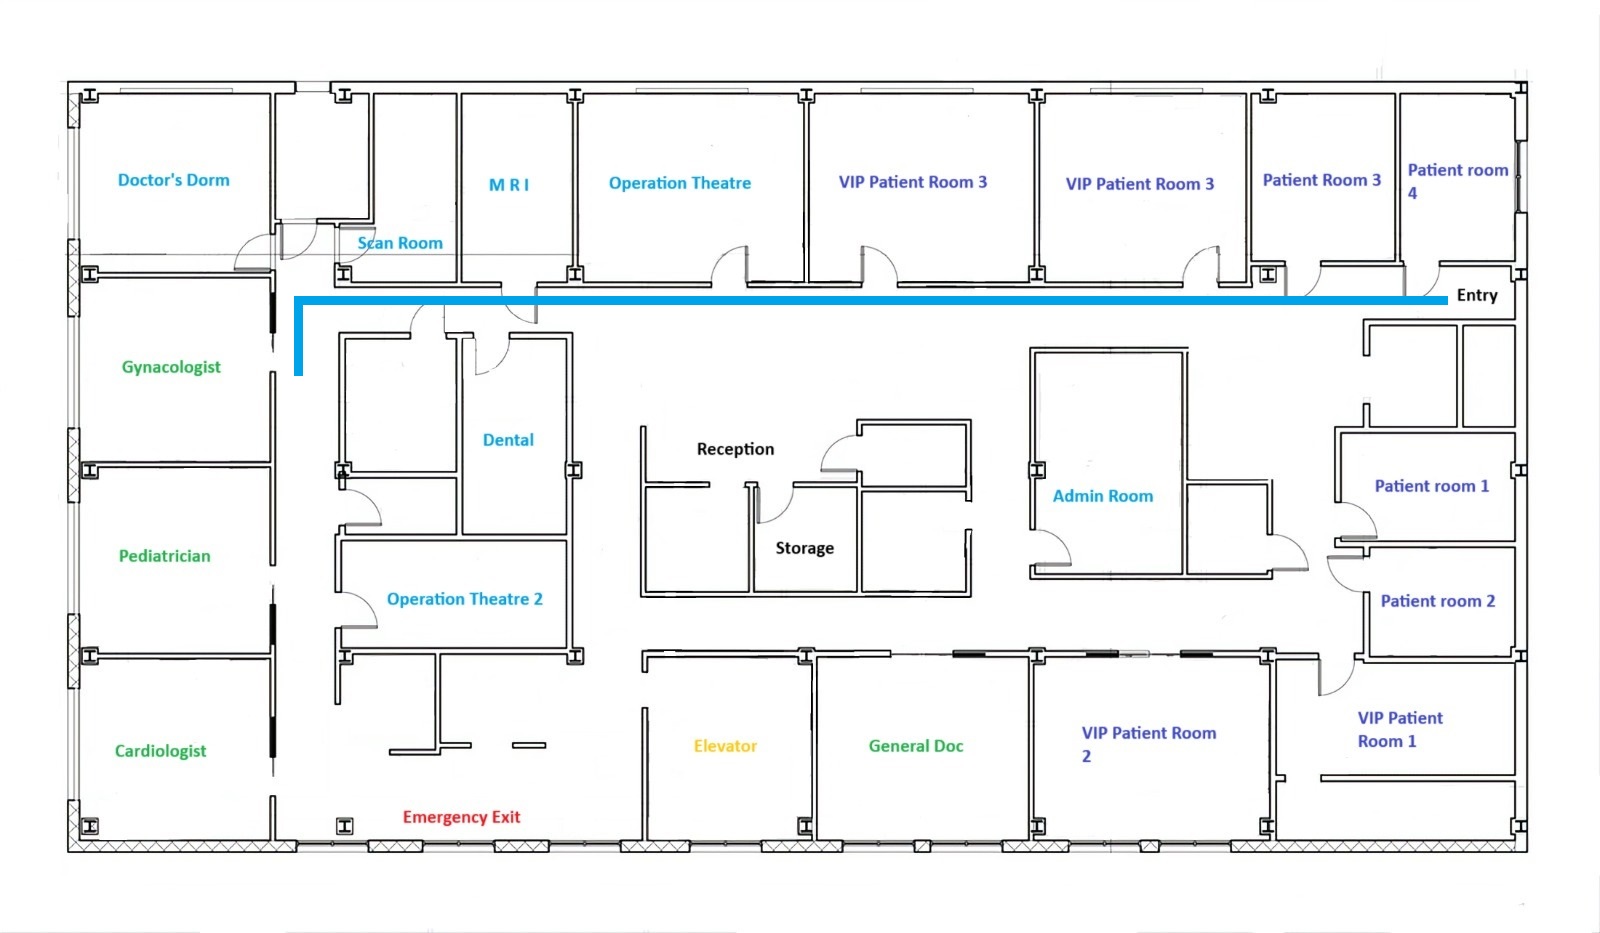 Doctor's Dorm
Scan Room
M R I
Operation Theatre
VIP Patient Room 3
VIP Patient Room 3
Patient Room 3
Patient room
4
Entry
Gynacologist
Dental
Reception
Storage
Admin Room
Patient room 1
Pediatrician
Operation Theatre 2
Patient room 2
Cardiologist
Emergency Exit
Elevator
General Doc
VIP Patient Room
2
VIP Patient
Room 1